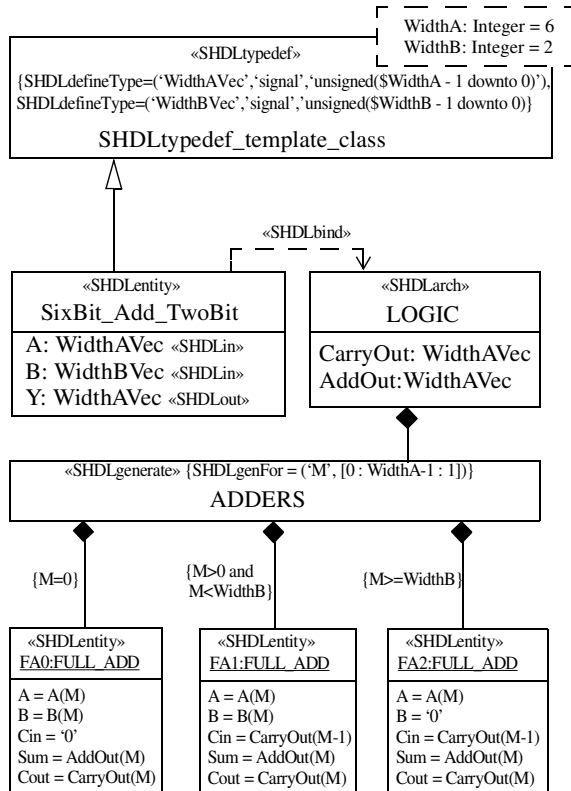 WidthA: Integer = 6
WidthB: Integer = 2
«SHDLtypedef»
{SHDLdefineType=(‘WidthAVec’,‘signal’,‘unsigned($WidthA - 1 downto 0)’),
SHDLdefineType=(‘WidthBVec’,’signal’,’unsigned($WidthB - 1 downto 0)}
SHDLtypedef_template_class
«SHDLbind»
«SHDLentity»
SixBit_Add_TwoBit
A: WidthAVec «SHDLin»
B: WidthBVec «SHDLin»
Y: WidthAVec «SHDLout»
«SHDLarch»
LOGIC
CarryOut: WidthAVec
AddOut:WidthAVec
«SHDLgenerate» {SHDLgenFor = (‘M’, [0 : WidthA-1 : 1])}
ADDERS
{M=0}
{M>0 and
M<WidthB}
{M>=WidthB}
«SHDLentity»
FA0:FULL_ADD
A = A(M)
B = B(M)
Cin = ‘0’
Sum = AddOut(M)
Cout = CarryOut(M)
«SHDLentity»
FA1:FULL_ADD
A = A(M)
B = B(M)
Cin = CarryOut(M-1)
Sum = AddOut(M)
Cout = CarryOut(M)
«SHDLentity»
FA2:FULL_ADD
A = A(M)
B = ‘0’
Cin = CarryOut(M-1)
Sum = AddOut(M)
Cout = CarryOut(M)